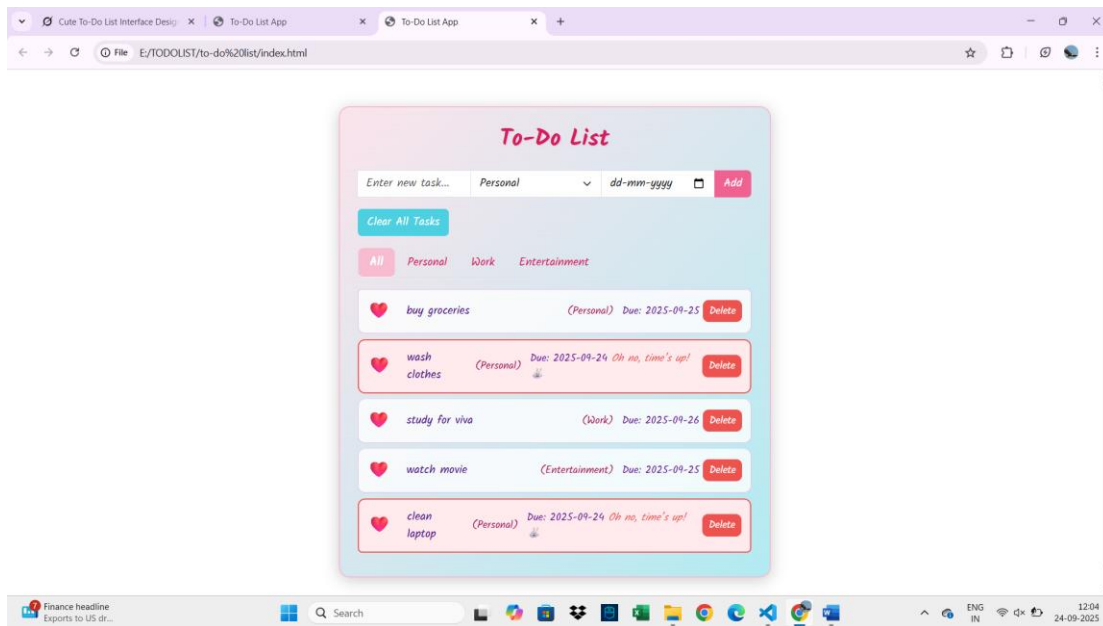 Cute To-Do List Interface Desig
To-Do List App
To-Do List App
File E:/TODOLIST/to-do%20list/index.html
To-Do List
Enter new task... Personal dd-mm-yyyy Add
Clear All Tasks
All Personal Work Entertainment
buy groceries (Personal) Due: 2025-09-25 Delete
wash clothes (Personal) Due: 2025-09-24 Oh no, time's up! Delete
study for viva (Work) Due: 2025-09-26 Delete
watch movie (Entertainment) Due: 2025-09-25 Delete
clean laptop (Personal) Due: 2025-09-24 Oh no, time's up! Delete
7
Finance headline
Exports to US dr...
Search
ENG
IN
12:04
24-09-2025